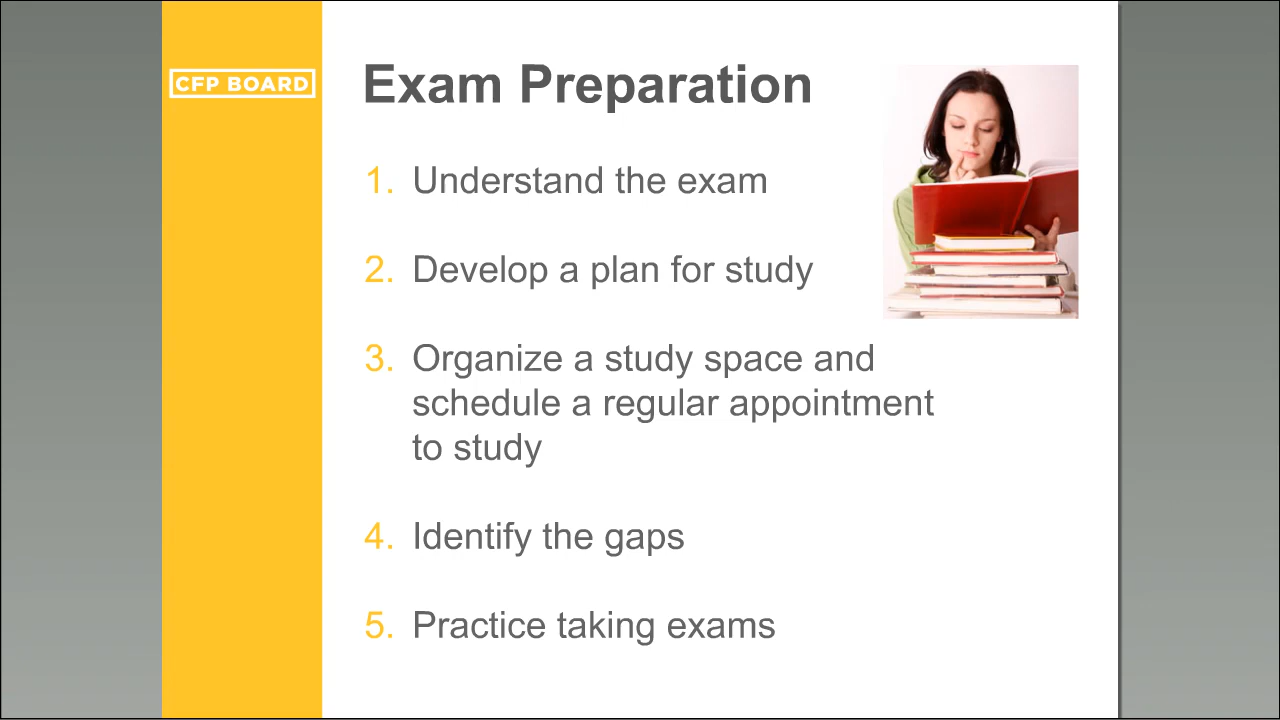 CFP BOARD
Exam Preparation
1. Understand the exam
2. Develop a plan for study
3. Organize a study space and
schedule a regular appointment
to study
4. Identify the gaps
5. Practice taking exams